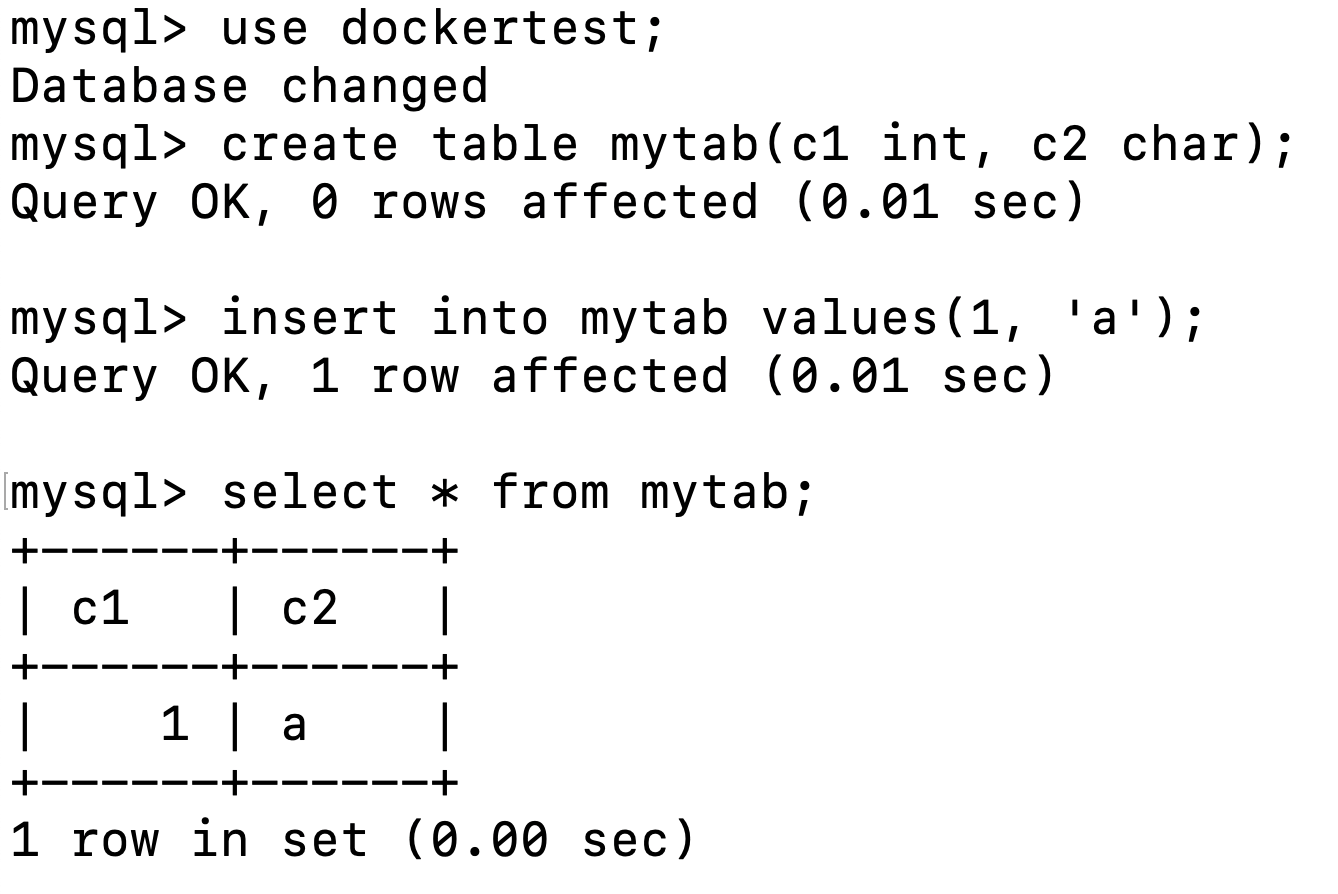 mysql> use dockertest;
Database changed
mysql> create table mytab(c1 int, c2 char);
Query OK, 0 rows affected (0.01 sec)

mysql> insert into mytab values(1, 'a');
Query OK, 1 row affected (0.01 sec)

mysql> select * from mytab;
+------+------+
| c1   | c2   |
+------+------+
|    1 | a    |
+------+------+
1 row in set (0.00 sec)